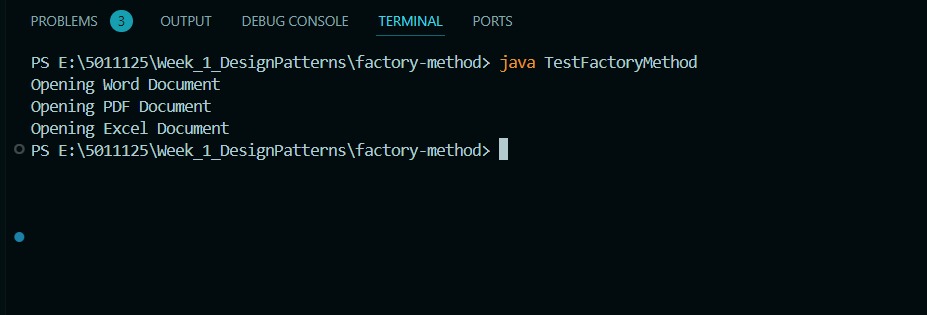 PROBLEMS 3 OUTPUT DEBUG CONSOLE TERMINAL PORTS
PS E:\5011125\Week_1_DesignPatterns\factory-method> java TestFactoryMethod
Opening Word Document
Opening PDF Document
Opening Excel Document
PS E:\5011125\Week_1_DesignPatterns\factory-method>